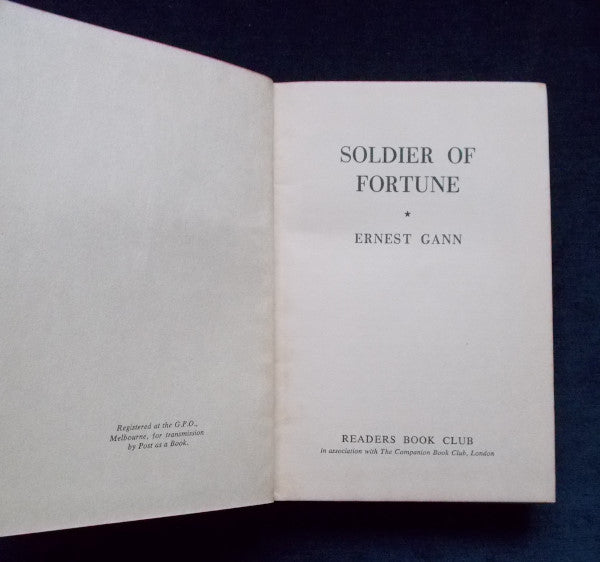 Registered at the G.P.O.,
Melbourne, for transmission
by Post as a Book.
SOLDIER OF
FORTUNE
★
ERNEST GANN
READERS BOOK CLUB
in association with The Companion Book Club, London